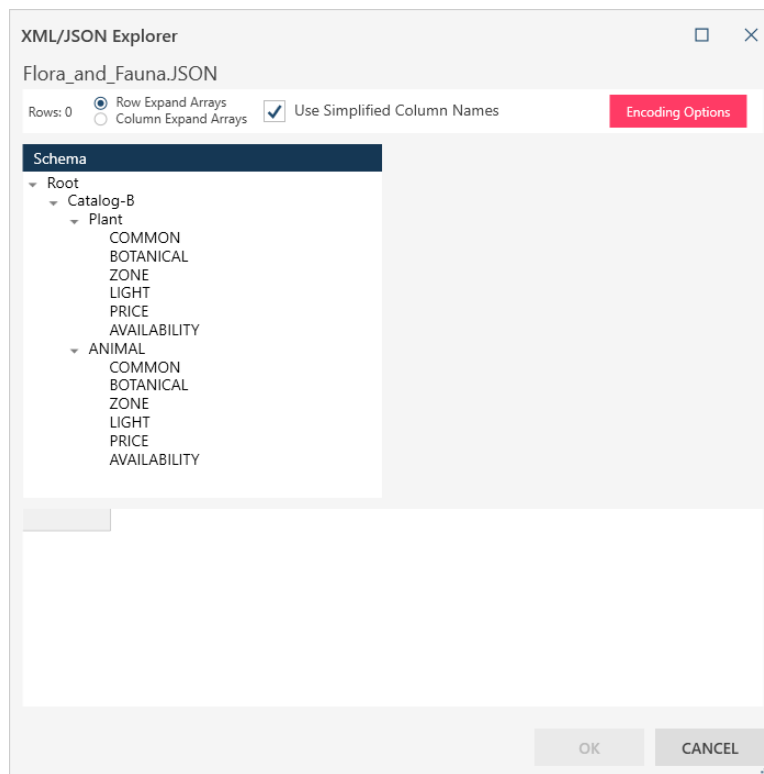 XML/JSON Explorer
Flora_and_Fauna.JSON
Rows: 0
Row Expand Arrays
Column Expand Arrays
Use Simplified Column Names
Encoding Options
Schema
Root
Catalog-B
Plant
COMMON
BOTANICAL
ZONE
LIGHT
PRICE
AVAILABILITY
ANIMAL
COMMON
BOTANICAL
ZONE
LIGHT
PRICE
AVAILABILITY
OK
CANCEL